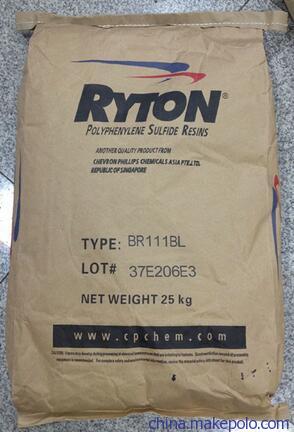 RYTON®
POLYPHENYLENE SULFIDE RESINS
ANOTHER QUALITY PRODUCT FROM
CHEVRON PHILLIPS CHEMICALS ASIA PTE.LTD.
REPUBLIC OF SINGAPORE
TYPE: BR111BL
LOT# 37E206E3
NET WEIGHT 25 kg
www.cpchem.com
china.makepolo.com